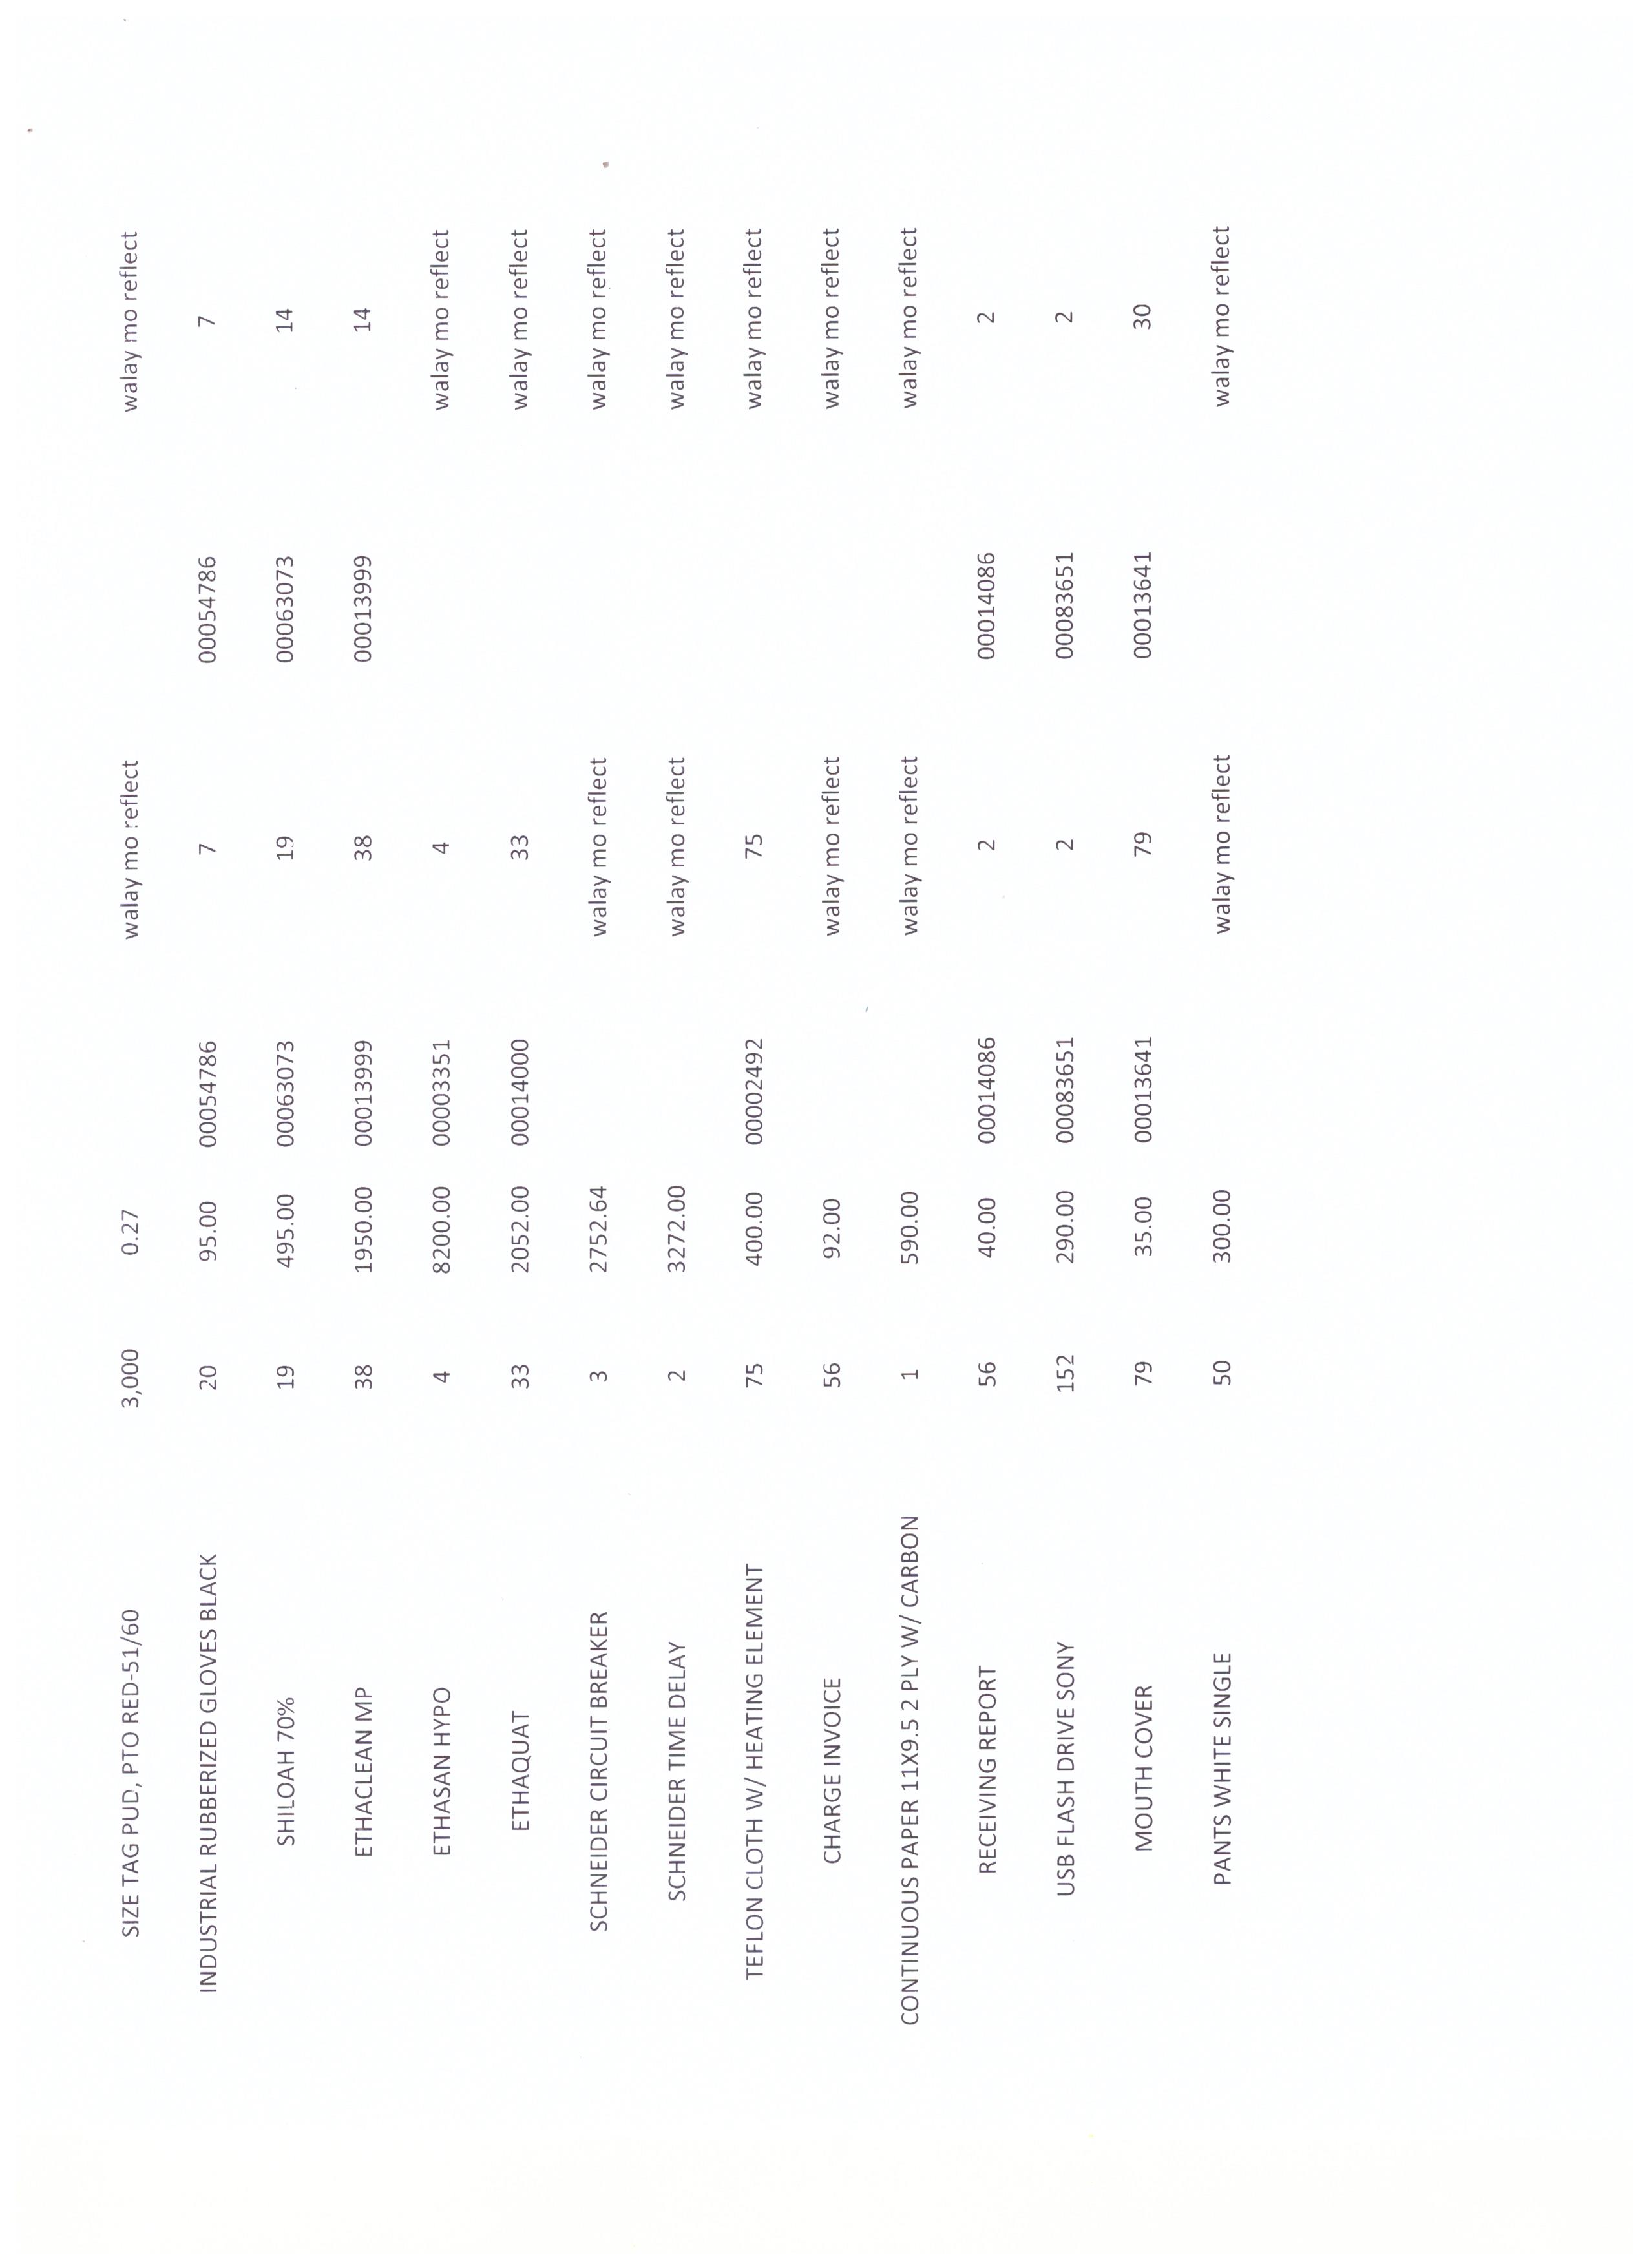 SIZE TAG PUD, PTO RED-51/60 3,000 0.27 walay mo reflect walay mo reflect
INDUSTRIAL RUBBERIZED GLOVES BLACK 20 95.00 00054786 7 00054786 7
SHILOAH 70% 19 495.00 00063073 19 00063073 14
ETHACLEAN MP 38 1950.00 00013999 38 00013999 14
ETHASAN HYPO 4 8200.00 00003351 4 walay mo reflect
ETHAQUAT 33 2052.00 00014000 33 walay mo reflect
SCHNEIDER CIRCUIT BREAKER 3 2752.64 walay mo reflect walay mo reflect
SCHNEIDER TIME DELAY 2 3272.00 walay mo reflect walay mo reflect
TEFLON CLOTH W/ HEATING ELEMENT 75 400.00 00002492 75 walay mo reflect
CHARGE INVOICE 56 92.00 walay mo reflect walay mo reflect
CONTINUOUS PAPER 11X9.5 2 PLY W/ CARBON 1 590.00 walay mo reflect walay mo reflect
RECEIVING REPORT 56 40.00 00014086 2 00014086 2
USB FLASH DRIVE SONY 152 290.00 00083651 2 00083651 2
MOUTH COVER 79 35.00 00013641 79 00013641 30
PANTS WHITE SINGLE 50 300.00 walay mo reflect walay mo reflect